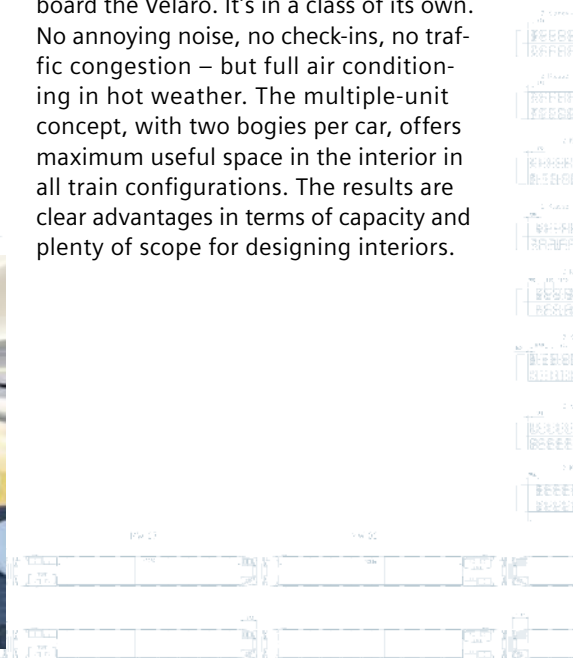 board the Velaro. It's in a class of its own.
No annoying noise, no check-ins, no traf-
fic congestion – but full air condition-
ing in hot weather. The multiple-unit
concept, with two bogies per car, offers
maximum useful space in the interior in
all train configurations. The results are
clear advantages in terms of capacity and
plenty of scope for designing interiors.